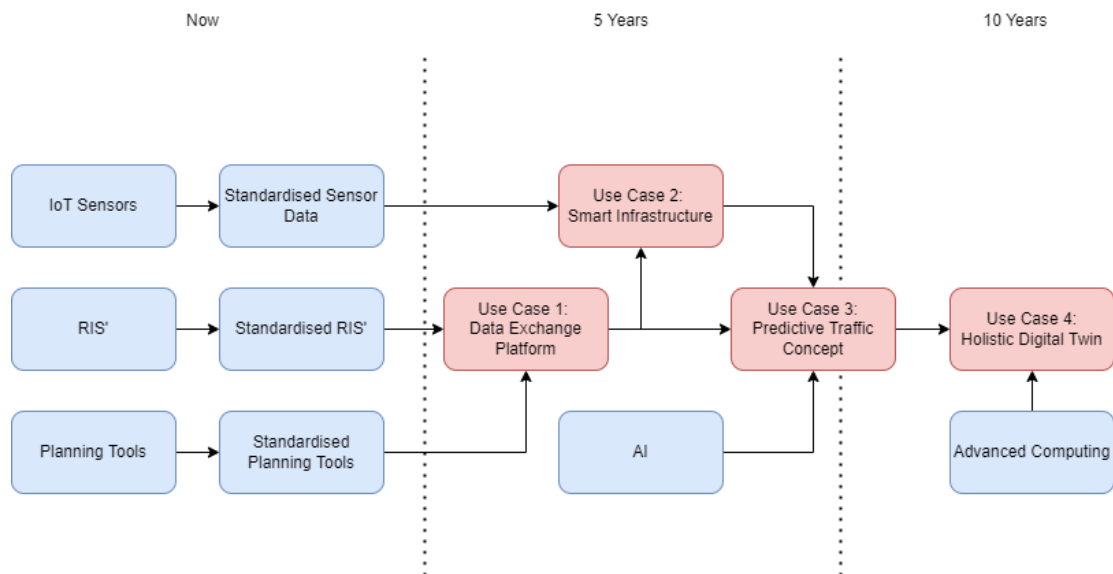 Now
5 Years
10 Years
IoT Sensors
Standardised Sensor
Data
Use Case 2:
Smart Infrastructure
RIS'
Standardised RIS'
Use Case 1:
Data Exchange
Platform
Use Case 3:
Predictive Traffic
Concept
Use Case 4:
Holistic Digital Twin
Planning Tools
Standardised
Planning Tools
AI
Advanced Computing